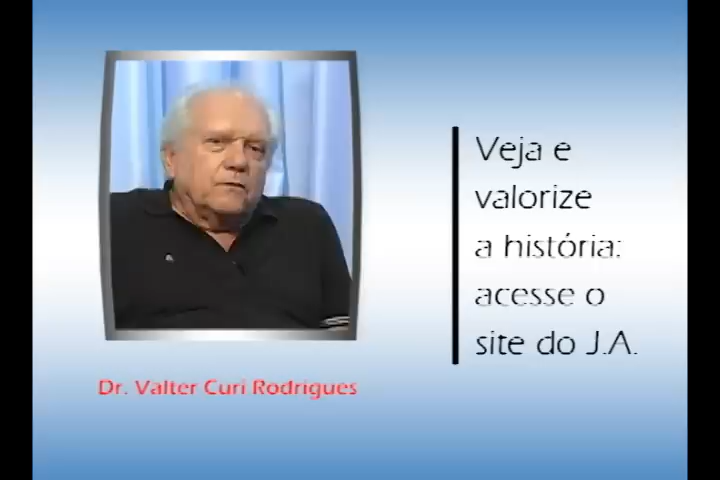 Veja e
valorize
a história:
acesse o
site do J.A.
Dr. Valter Curi Rodrigues